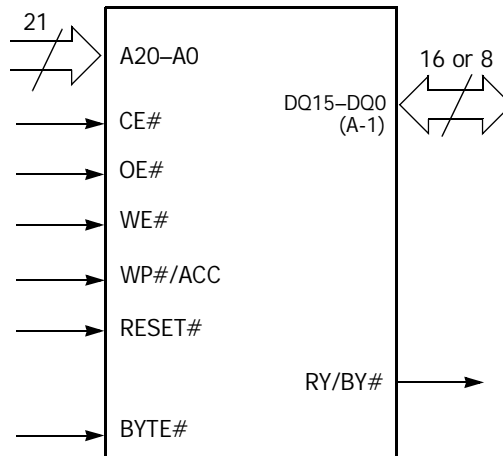 21
A20–A0
16 or 8
DQ15–DQ0
(A-1)
CE#
OE#
WE#
WP#/ACC
RESET#
RY/BY#
BYTE#